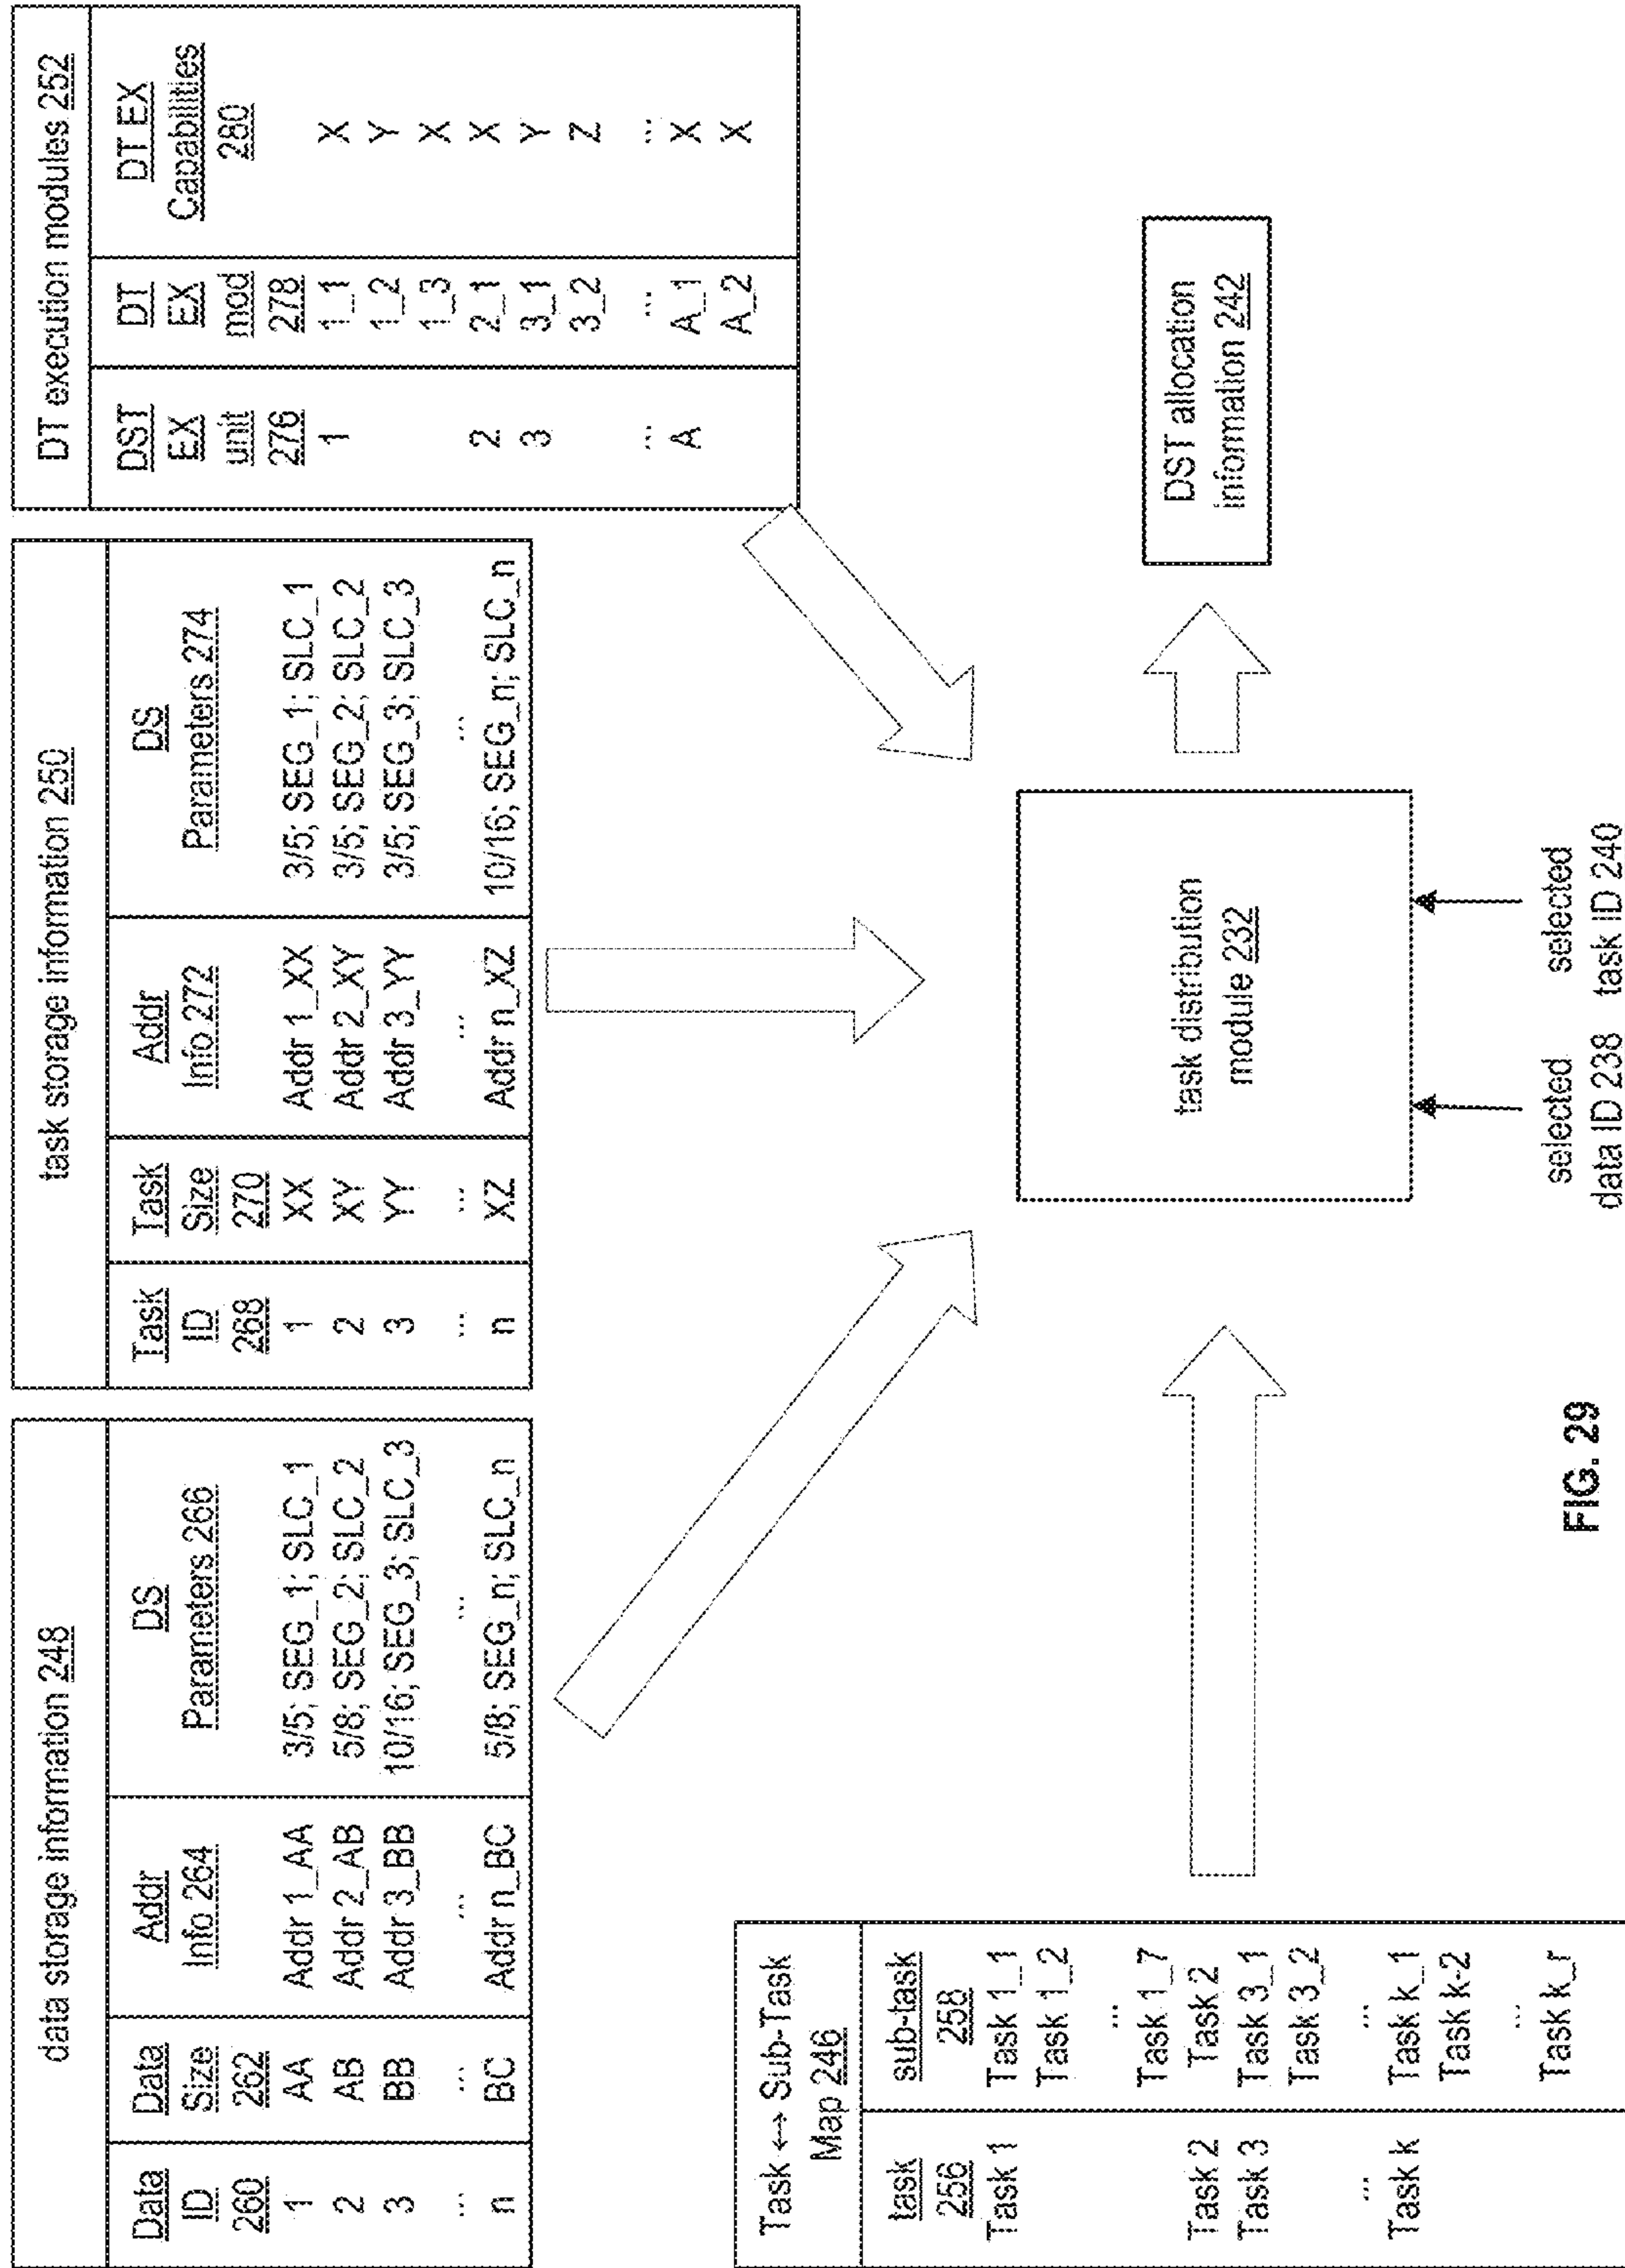 data storage information 248
Data ID 260 Data Size 262 Addr Info 264 DS Parameters 266
1 AA Addr 1_AA 3/5; SEG_1; SLC_1
2 AB Addr 2_AB 5/8; SEG_2; SLC_2
3 BB Addr 3_BB 10/16; SEG_3; SLC_3
... ... ... ...
n BC Addr n_BC 5/8; SEG_n; SLC_n
task storage information 250
Task ID 268 Task Size 270 Addr Info 272 DS Parameters 274
1 XX Addr 1_XX 3/5; SEG_1; SLC_1
2 XY Addr 2_XY 3/5; SEG_2; SLC_2
3 YY Addr 3_YY 3/5; SEG_3; SLC_3
... ... ... ...
n XZ Addr n_XZ 10/16; SEG_n; SLC_n
DT execution modules 252
DST EX unit 276 DT EX mod 278 DT EX Capabilities 280
1 1_1 X
1_2 Y
1_3 X
2 2_1 X
3 3_1 Y
3_2 Z
... ... ...
A A_1 X
A_2 X
Task ↔ Sub-Task
Map 246
task 256 sub-task 258
Task 1 Task 1_1
Task 1_2
...
Task 1_7
Task 2 Task 2
Task 3 Task 3_1
Task 3_2
... ...
Task k Task k_1
Task k-2
...
Task k_r
task distribution
module 232
DST allocation
information 242
selected
data ID 238
selected
task ID 240
FIG. 29